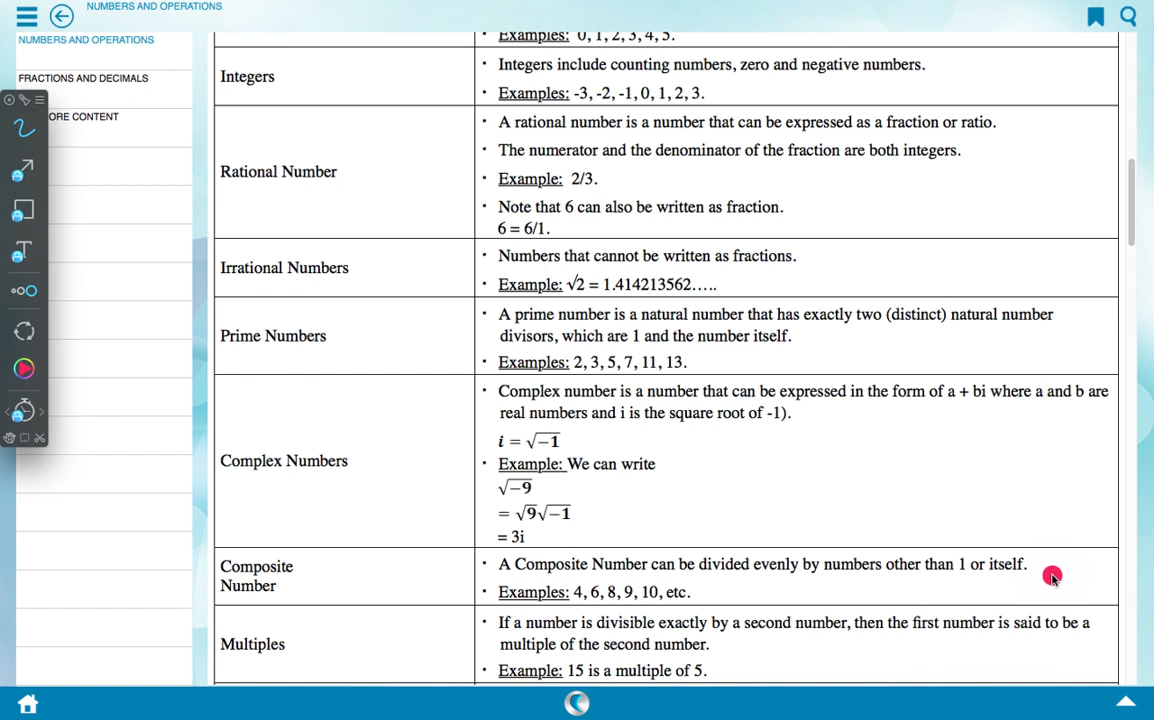 NUMBERS AND OPERATIONS
NUMBERS AND OPERATIONS
FRACTIONS AND DECIMALS
ORE CONTENT
• Examples: 0, 1, 2, 3, 4, 5.
Integers
• Integers include counting numbers, zero and negative numbers.
• Examples: -3, -2, -1, 0, 1, 2, 3.
Rational Number
• A rational number is a number that can be expressed as a fraction or ratio.
• The numerator and the denominator of the fraction are both integers.
• Example: 2/3.
• Note that 6 can also be written as fraction.
6 = 6/1.
Irrational Numbers
• Numbers that cannot be written as fractions.
• Example: √2 = 1.414213562…..
Prime Numbers
• A prime number is a natural number that has exactly two (distinct) natural number
divisors, which are 1 and the number itself.
• Examples: 2, 3, 5, 7, 11, 13.
Complex Numbers
• Complex number is a number that can be expressed in the form of a + bi where a and b are
real numbers and i is the square root of -1).
i = √−1
• Example: We can write
√−9
= √9√−1
= 3i
Composite
Number
• A Composite Number can be divided evenly by numbers other than 1 or itself.
• Examples: 4, 6, 8, 9, 10, etc.
Multiples
• If a number is divisible exactly by a second number, then the first number is said to be a
multiple of the second number.
• Example: 15 is a multiple of 5.